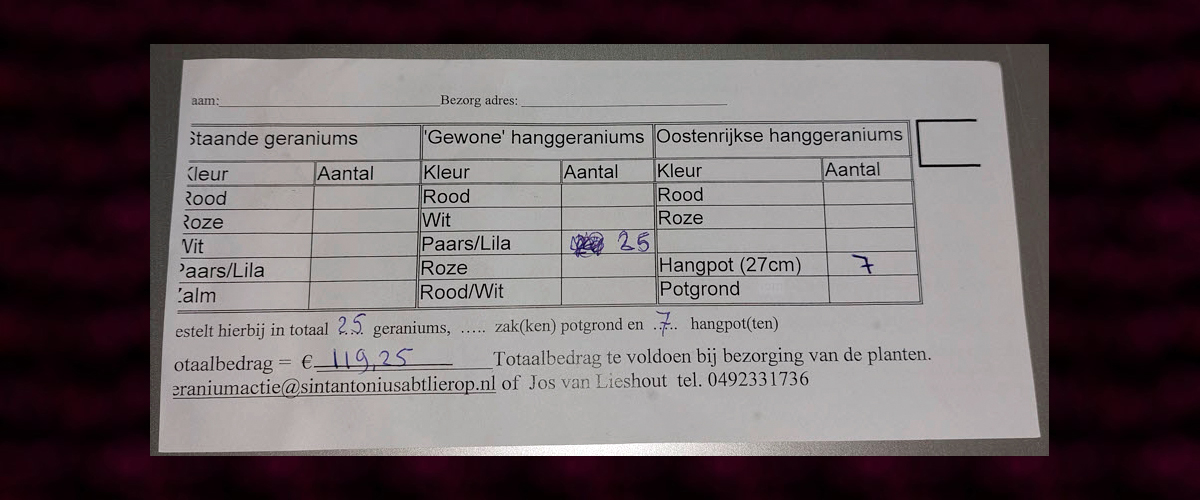 aam:____ Bezorg adres: ____
Staande geraniums 'Gewone' hanggeraniums Oostenrijkse hanggeraniums
Kleur Aantal Kleur Aantal Kleur Aantal
Rood Rood Rood
Roze Wit Roze
Wit Paars/Lila 25
Paars/Lila Roze Hangpot (27cm) 7
Zalm Rood/Wit Potgrond
estelt hierbij in totaal 25 geraniums, ..... zak(ken) potgrond en .7.. hangpot(ten)
otaalbedrag = € 119,25 Totaalbedrag te voldoen bij bezorging van de planten.
eraniumactie@sintantoniusabtlierop.nl of Jos van Lieshout tel. 0492331736